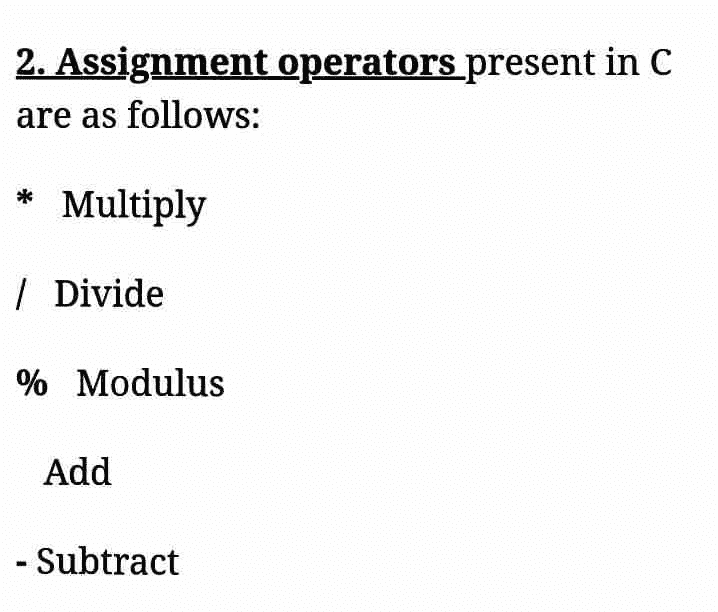 2. Assignment operators present in C
are as follows:
* Multiply
/ Divide
% Modulus
Add
- Subtract